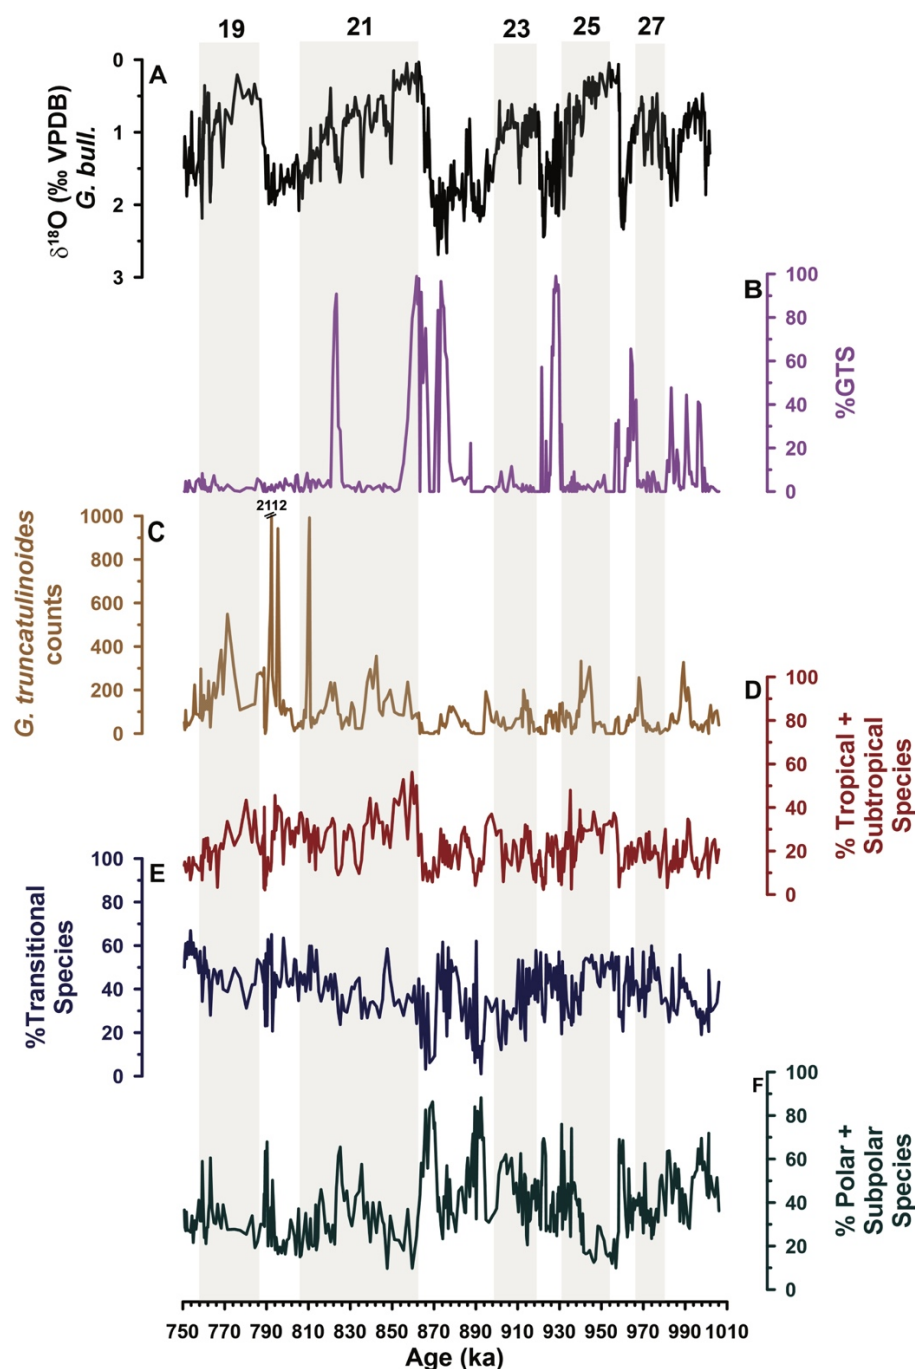 19 21 23 25 27
A
0
1
2
3
δ¹⁸O (‰ VPDB)
G. bull.
B
100
80
60
40
20
0
%GTS
2112
C
1000
800
600
400
200
0
G. truncatulinoides
counts
D
100
80
60
40
20
0
% Tropical +
Subtropical
Species
E
100
80
60
40
20
0
%Transitional
Species
F
100
80
60
40
20
0
% Polar +
Subpolar
Species
750 770 790 810 830 850 870 890 910 930 950 970 990 1010
Age (ka)